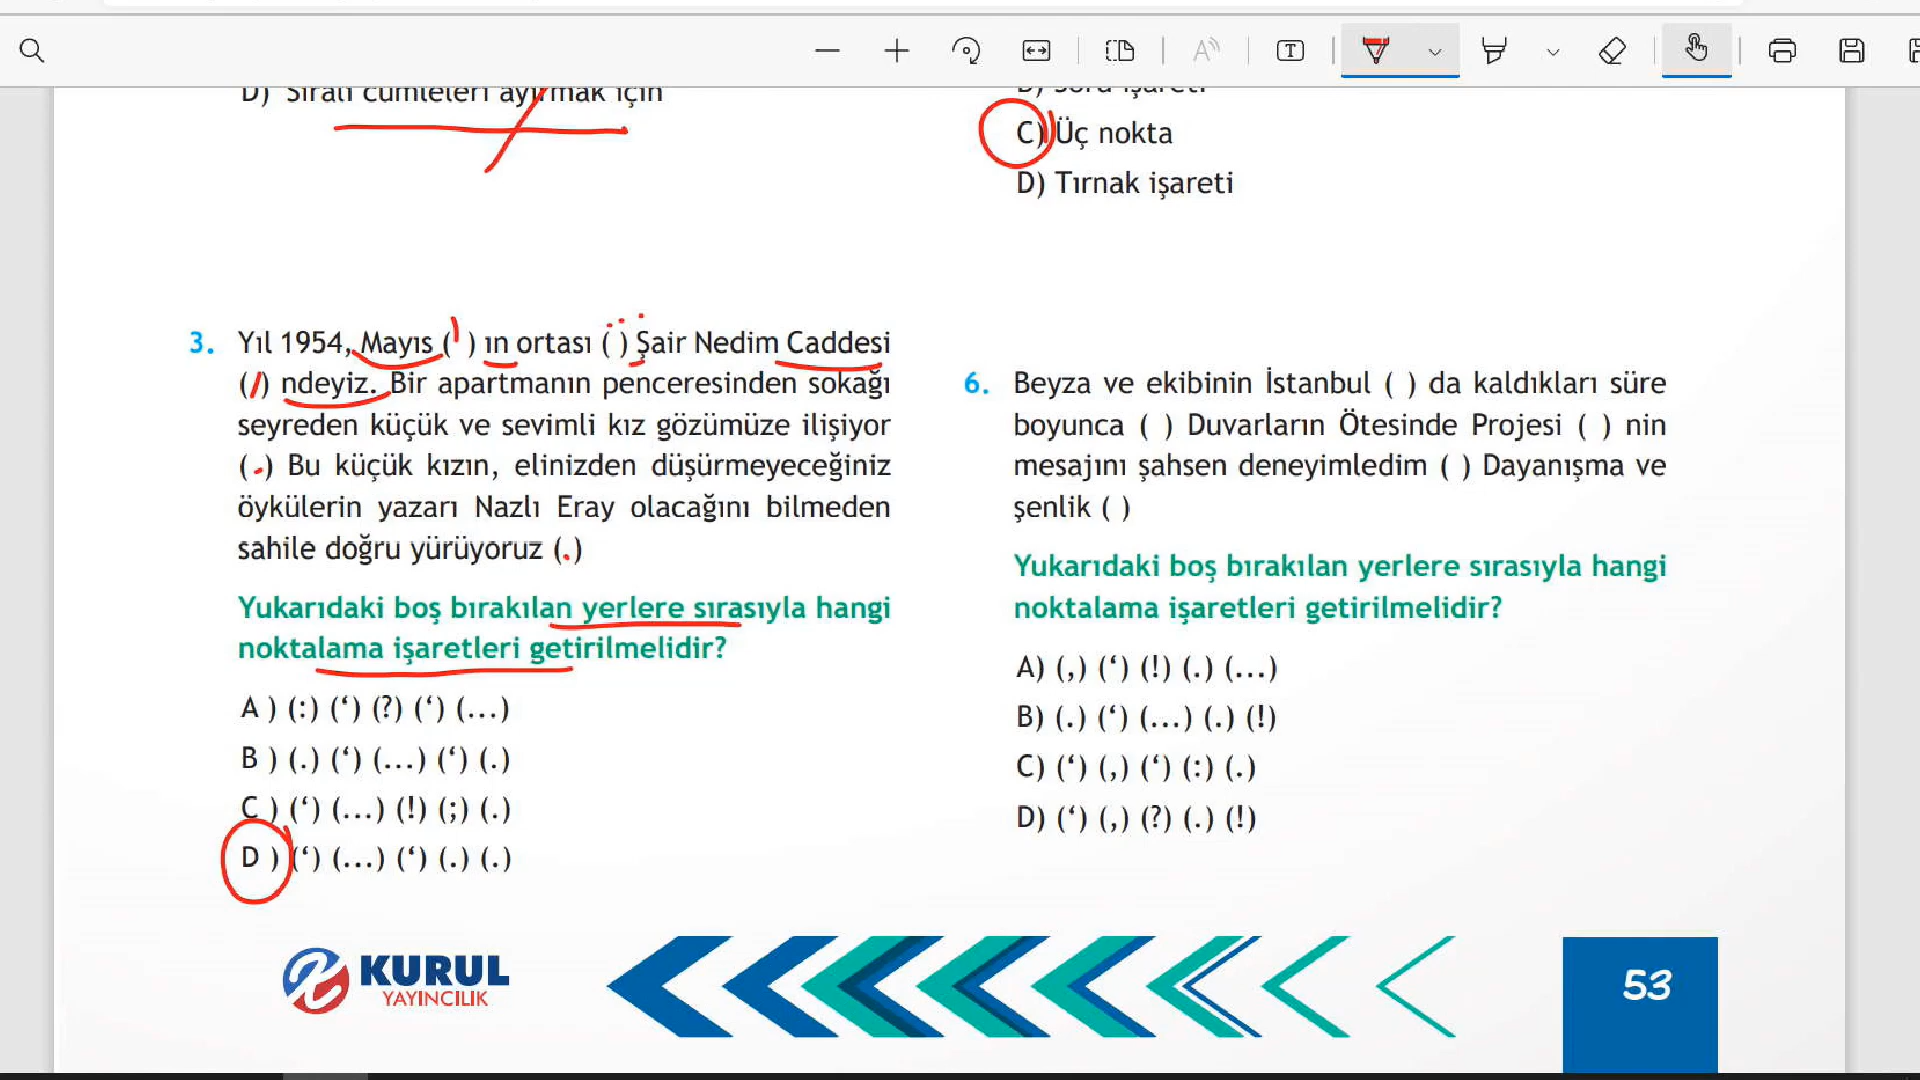 D) Sıralı cümleleri ayırmak için
3. Yıl 1954, Mayıs ( ' ) ın ortası ( ) Şair Nedim Caddesi
( ) ndeyiz. Bir apartmanın penceresinden sokağı
seyreden küçük ve sevimli kız gözümüze ilişiyor
(.) Bu küçük kızın, elinizden düşürmeyeceğiniz
öykülerin yazarı Nazlı Eray olacağını bilmeden
sahile doğru yürüyoruz (.)
Yukarıdaki boş bırakılan yerlere sırasıyla hangi
noktalama işaretleri getirilmelidir?
A ) (:) (‘) (?) (‘) (...)
B ) (.) (‘) (...) (‘) (.)
C ) (‘) (...) (!) (;) (.)
D ) (‘) (...) (‘) (.) (.)
B) Soru işareti
C) Üç nokta
D) Tırnak işareti
6. Beyza ve ekibinin İstanbul ( ) da kaldıkları süre
boyunca ( ) Duvarların Ötesinde Projesi ( ) nin
mesajını şahsen deneyimledim ( ) Dayanışma ve
şenlik ( )
Yukarıdaki boş bırakılan yerlere sırasıyla hangi
noktalama işaretleri getirilmelidir?
A) (,) (‘) (!) (.) (...)
B) (.) (‘) (...) (.) (!)
C) (‘) (,) (‘) (:) (.)
D) (‘) (,) (?) (.) (!)
KURUL
YAYINCILIK
53